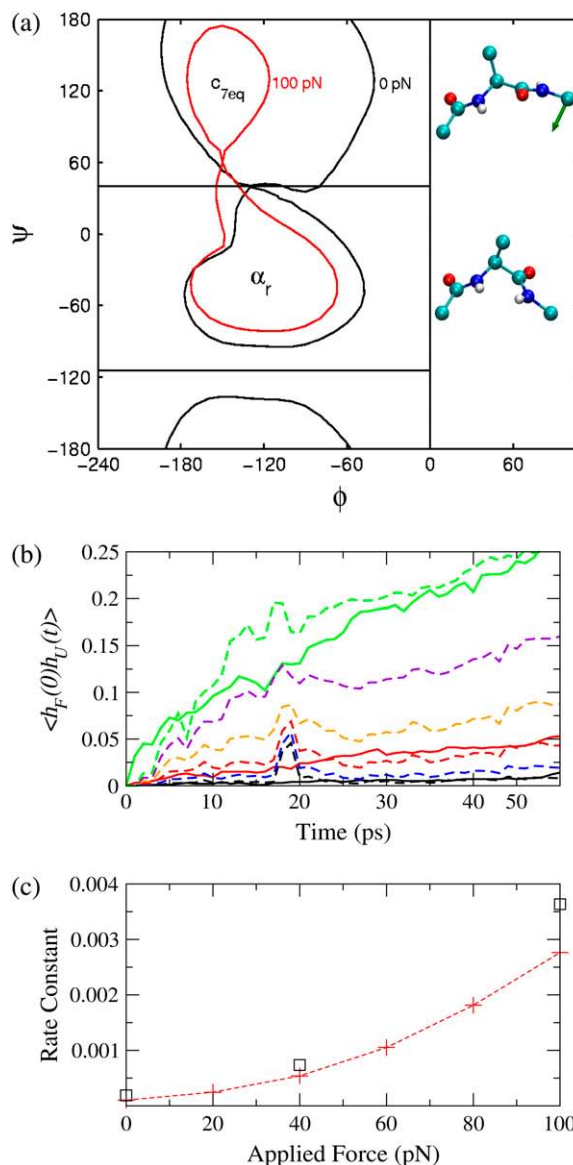 (a)
180
120
60
0
−60
−120
−180
ψ
c7eq
100 pN
0 pN
αr
−240 −180 −120 −60 0 60
ϕ
(b)
0.25
0.2
0.15
0.1
0.05
0
<hF(0)hU(t)>
0 10 20 30 40 50
Time (ps)
(c)
0.004
0.003
0.002
0.001
Rate Constant
0 20 40 60 80 100
Applied Force (pN)